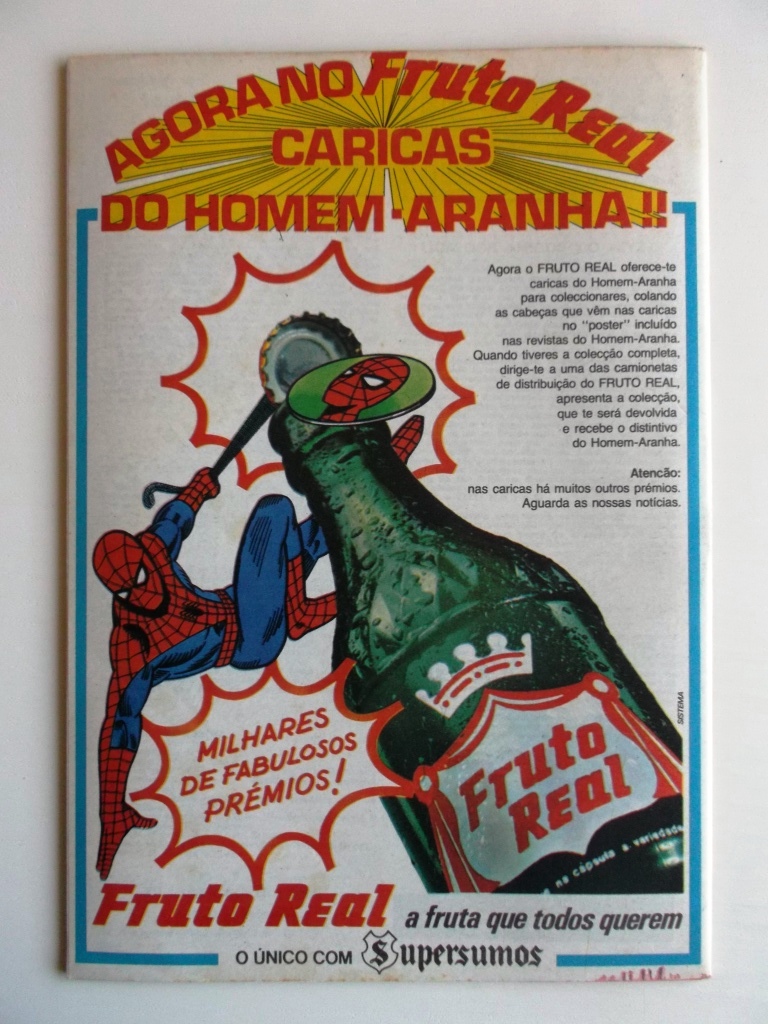 AGORA NO Fruto Real
CARICAS
DO HOMEM-ARANHA!!
Agora o FRUTO REAL oferece-te
caricas do Homem-Aranha
para coleccionares, colando
as cabeças que vêm nas caricas
no "poster" incluído
nas revistas do Homem-Aranha.
Quando tiveres a colecção completa,
dirige-te a uma das camionetas
de distribuição do FRUTO REAL,
apresenta a colecção,
que te será devolvida
e recebe o distintivo
do Homem-Aranha.
Atencão:
nas caricas há muitos outros prémios.
Aguarda as nossas notícias.
SISTEMA
MILHARES
DE FABULOSOS
PRÉMIOS!
Fruto
Real
na cápsula a variedade
Fruto Real a fruta que todos querem
O ÚNICO COM Supersumos